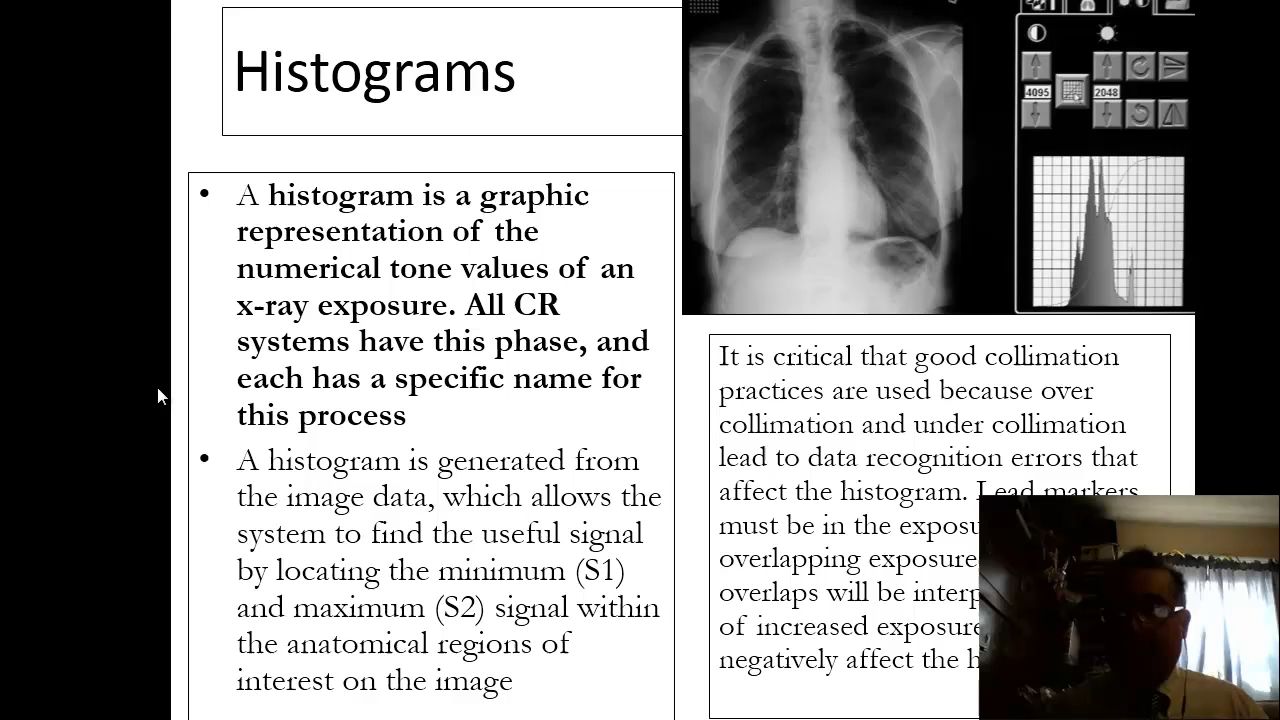 Histograms
4095
2048
• A histogram is a graphic
representation of the
numerical tone values of an
x-ray exposure. All CR
systems have this phase, and
each has a specific name for
this process
• A histogram is generated from
the image data, which allows the
system to find the useful signal
by locating the minimum (S1)
and maximum (S2) signal within
the anatomical regions of
interest on the image
It is critical that good collimation
practices are used because over
collimation and under collimation
lead to data recognition errors that
affect the histogram. Lead markers
must be in the
overlapping exposure
overlaps will be
of increased exposure
negatively affect the